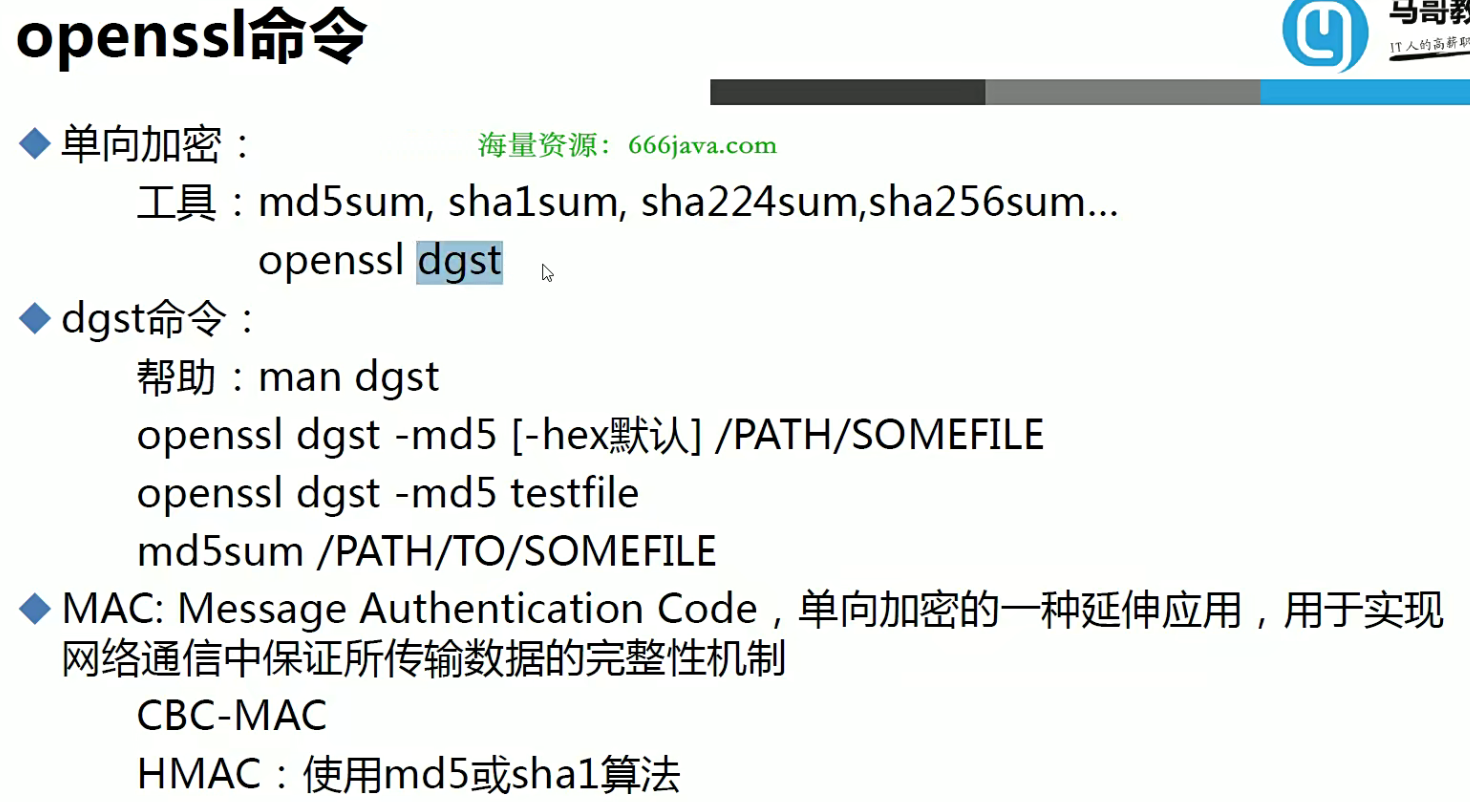 openssl命令
马哥教
IT人的高薪职
单向加密：
海量资源：666java.com
工具：md5sum, sha1sum, sha224sum,sha256sum…
openssl dgst
dgst命令：
帮助：man dgst
openssl dgst -md5 [-hex默认] /PATH/SOMEFILE
openssl dgst -md5 testfile
md5sum /PATH/TO/SOMEFILE
MAC: Message Authentication Code，单向加密的一种延伸应用，用于实现
网络通信中保证所传输数据的完整性机制
CBC-MAC
HMAC：使用md5或sha1算法